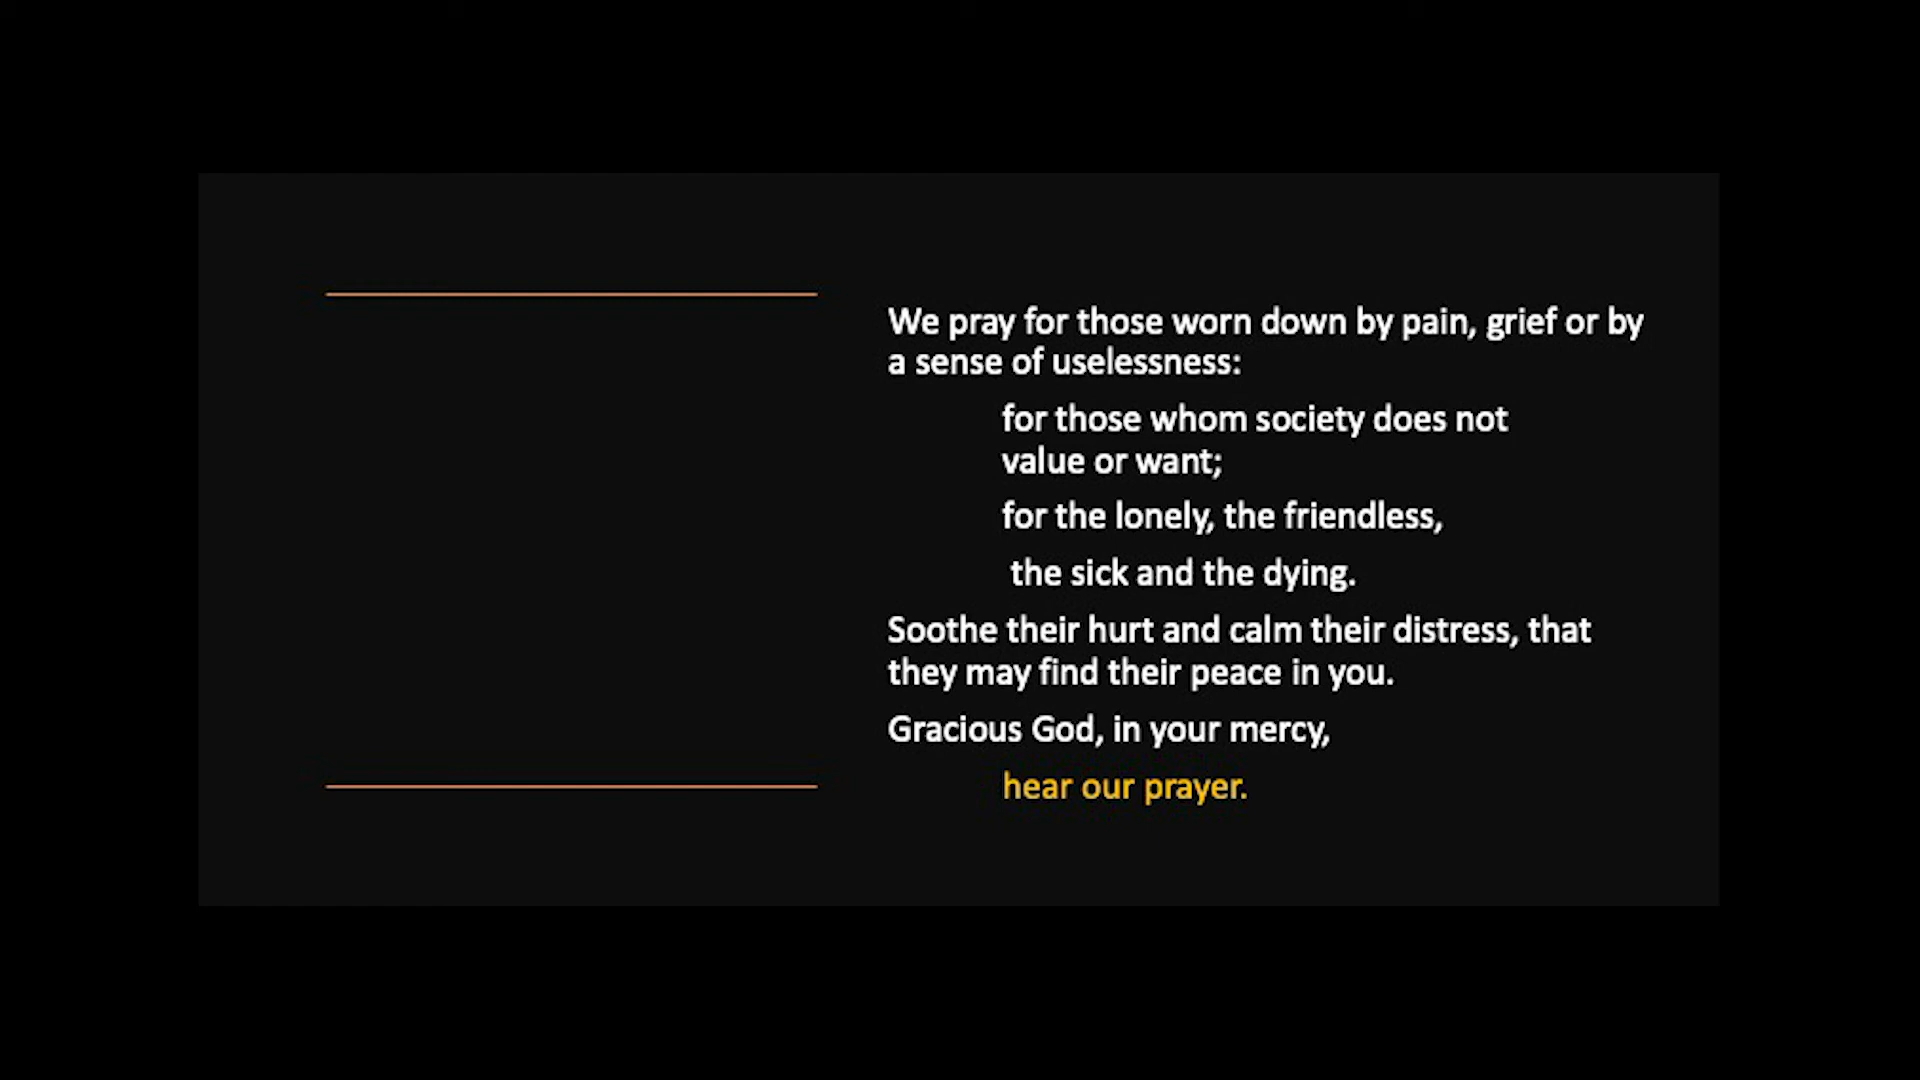 We pray for those worn down by pain, grief or by
a sense of uselessness:
for those whom society does not
value or want;
for the lonely, the friendless,
the sick and the dying.
Soothe their hurt and calm their distress, that
they may find their peace in you.
Gracious God, in your mercy,
hear our prayer.